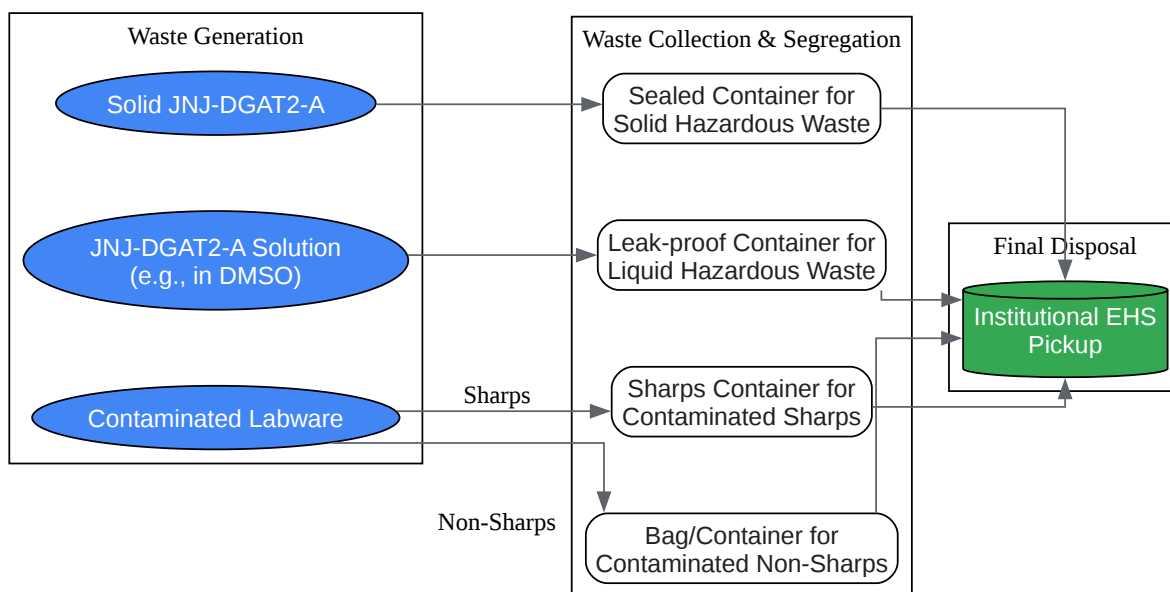 Waste Generation
Solid JNJ-DGAT2-A
JNJ-DGAT2-A Solution
(e.g., in DMSO)
Contaminated Labware
Sharps
Non-Sharps
Waste Collection & Segregation
Sealed Container for
Solid Hazardous Waste
Leak-proof Container for
Liquid Hazardous Waste
Sharps Container for
Contaminated Sharps
Bag/Container for
Contaminated Non-Sharps
Final Disposal
Institutional EHS
Pickup